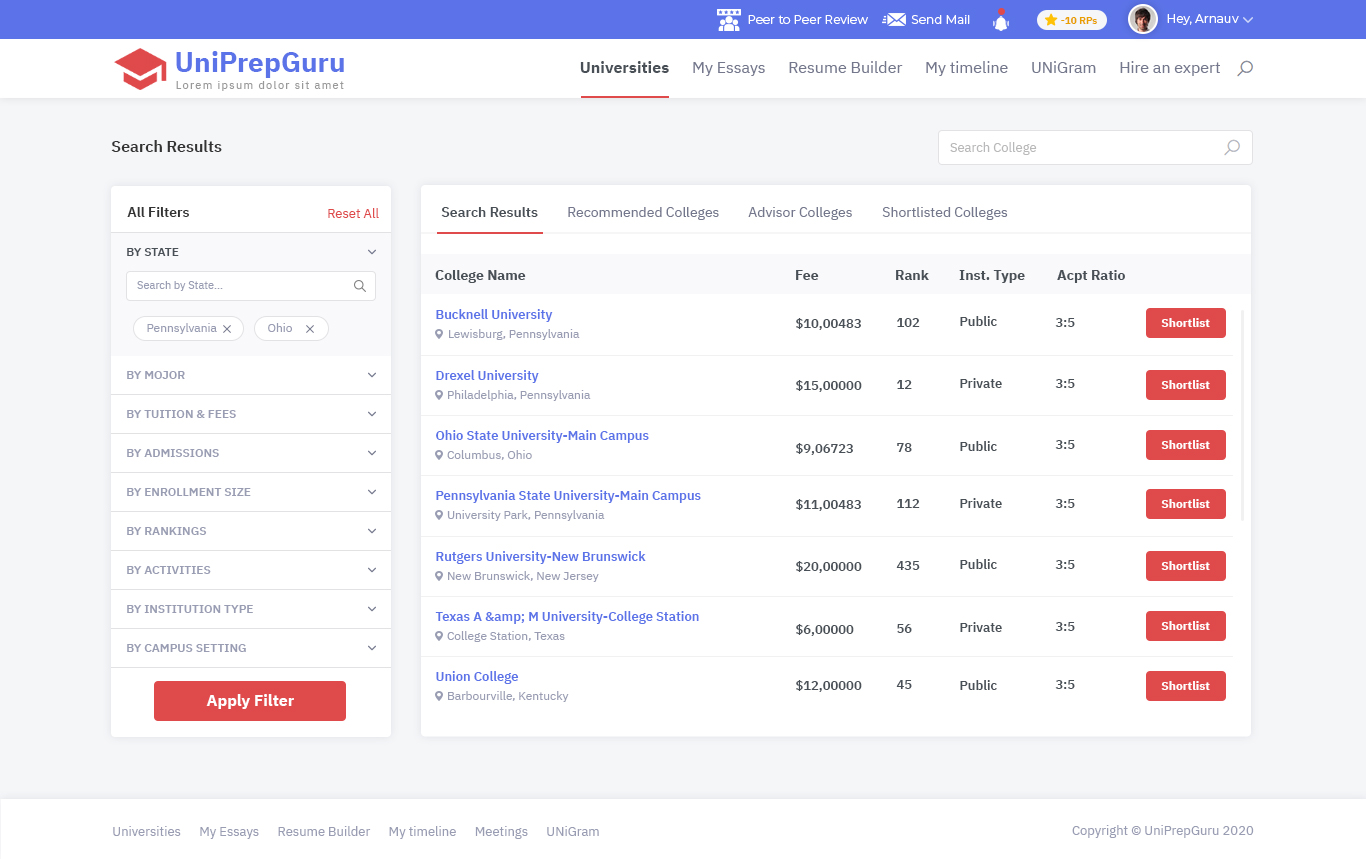 Peer to Peer Review Send Mail -10 RPs Hey, Arnauv
UniPrepGuru
Lorem ipsum dolor sit amet
Universities My Essays Resume Builder My timeline UNiGram Hire an expert
Search Results
Search College
All Filters Reset All
BY STATE
Search by State...
Pennsylvania Ohio
BY MOJOR
BY TUITION & FEES
BY ADMISSIONS
BY ENROLLMENT SIZE
BY RANKINGS
BY ACTIVITIES
BY INSTITUTION TYPE
BY CAMPUS SETTING
Apply Filter
Search Results Recommended Colleges Advisor Colleges Shortlisted Colleges
College Name Fee Rank Inst. Type Acpt Ratio
Bucknell University
Lewisburg, Pennsylvania
$10,00483 102 Public 3:5 Shortlist
Drexel University
Philadelphia, Pennsylvania
$15,00000 12 Private 3:5 Shortlist
Ohio State University-Main Campus
Columbus, Ohio
$9,06723 78 Public 3:5 Shortlist
Pennsylvania State University-Main Campus
University Park, Pennsylvania
$11,00483 112 Private 3:5 Shortlist
Rutgers University-New Brunswick
New Brunswick, New Jersey
$20,00000 435 Public 3:5 Shortlist
Texas A &amp; M University-College Station
College Station, Texas
$6,00000 56 Private 3:5 Shortlist
Union College
Barbourville, Kentucky
$12,00000 45 Public 3:5 Shortlist
Universities My Essays Resume Builder My timeline Meetings UNiGram
Copyright © UniPrepGuru 2020